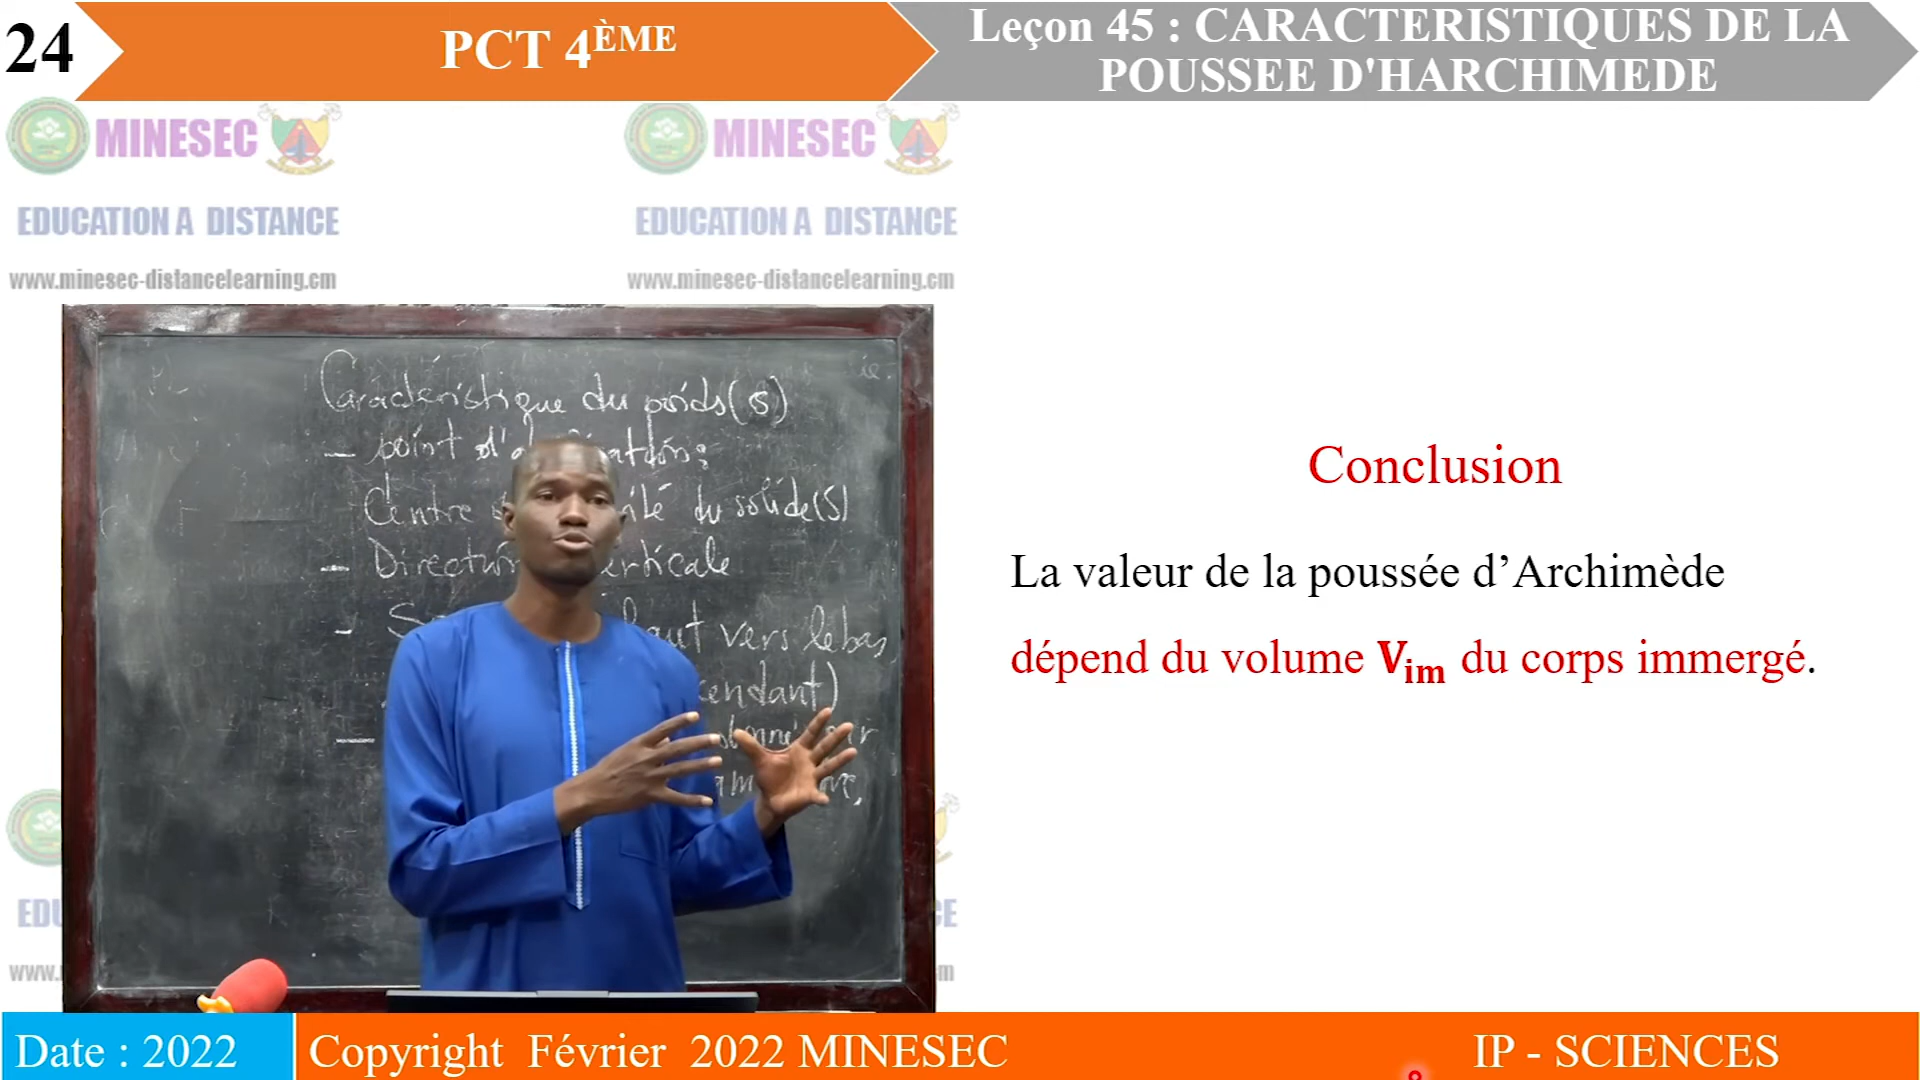 24
PCT 4ÈME
Leçon 45 : CARACTERISTIQUES DE LA
POUSSEE D'HARCHIMEDE
MINESEC
EDUCATION A DISTANCE
www.minesec-distancelearning.cm
MINESEC
EDUCATION A DISTANCE
www.minesec-distancelearning.cm
Caractéristique du poids(s)
– point d'
Centre du solide(s)
– verticale
– haut vers le bas
Conclusion
La valeur de la poussée d’Archimède
dépend du volume Vim du corps immergé.
Date : 2022
Copyright Février 2022 MINESEC
IP - SCIENCES